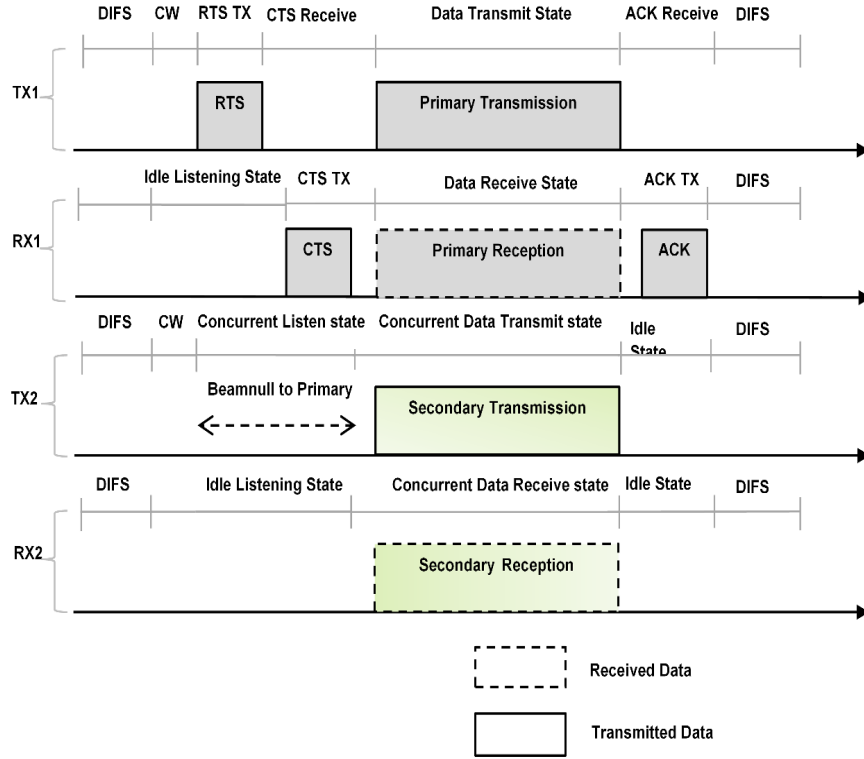 DIFS CW RTS TX CTS Receive Data Transmit State ACK Receive DIFS
TX1
RTS
Primary Transmission
Idle Listening State CTS TX Data Receive State ACK TX DIFS
RX1
CTS
Primary Reception
ACK
DIFS CW Concurrent Listen state Concurrent Data Transmit state Idle State DIFS
TX2
Beamnull to Primary
Secondary Transmission
DIFS Idle Listening State Concurrent Data Receive state Idle State DIFS
RX2
Secondary Reception
Received Data
Transmitted Data